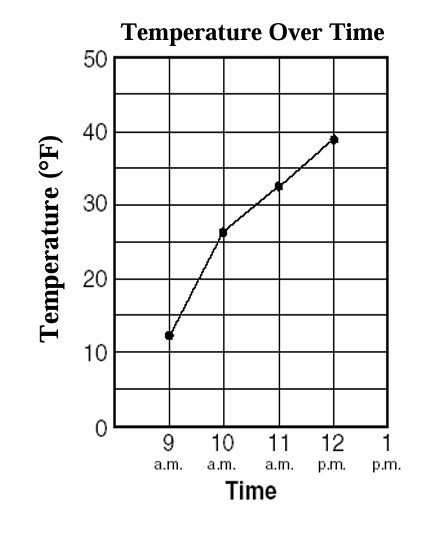 Temperature Over Time
50
40
30
20
10
0
Temperature (°F)
9 10 11 12 1
a.m. a.m. a.m. p.m. p.m.
Time